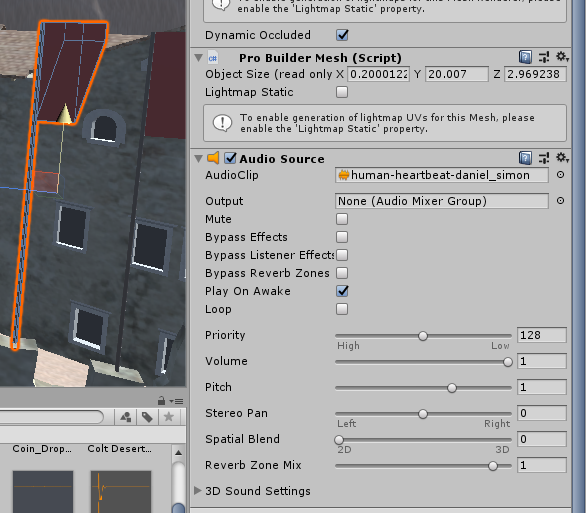 enable the 'Lightmap Static' property.
Dynamic Occluded
Pro Builder Mesh (Script)
Object Size (read only X 0.2000122 Y 20.007 Z 2.969238
Lightmap Static
To enable generation of lightmap UVs for this Mesh, please
enable the 'Lightmap Static' property.
Audio Source
AudioClip human-heartbeat-daniel_simon
Output None (Audio Mixer Group)
Mute
Bypass Effects
Bypass Listener Effects
Bypass Reverb Zones
Play On Awake
Loop
Priority 128
High Low
Volume 1
Pitch 1
Stereo Pan 0
Left Right
Spatial Blend 0
2D 3D
Reverb Zone Mix 1
3D Sound Settings
Coin_Drop... Colt Desert...